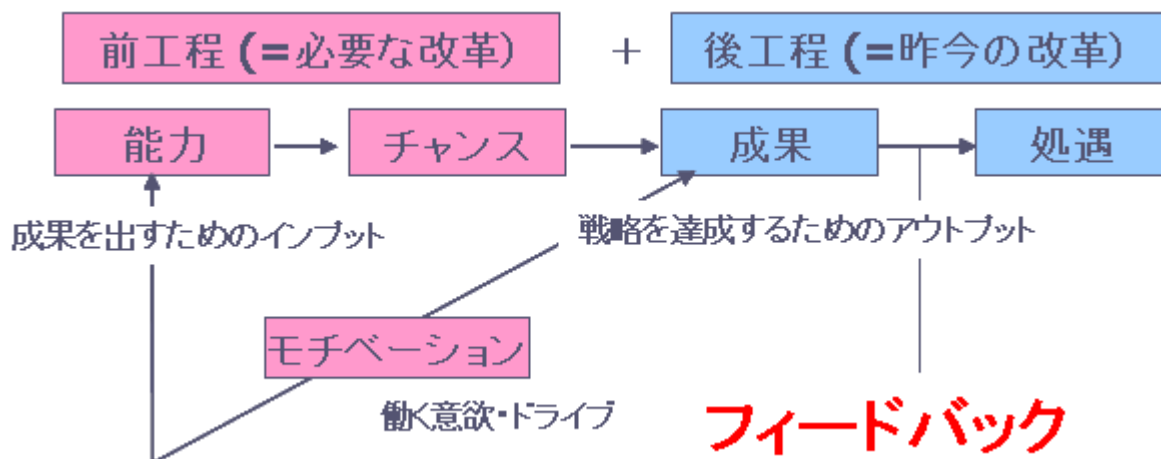 前工程 (=必要な改革)
+
後工程 (=昨今の改革)
能力
チャンス
成果
処遇
成果を出すためのインプット
戦略を達成するためのアウトプット
モチベーション
働く意欲・ドライブ
フィードバック